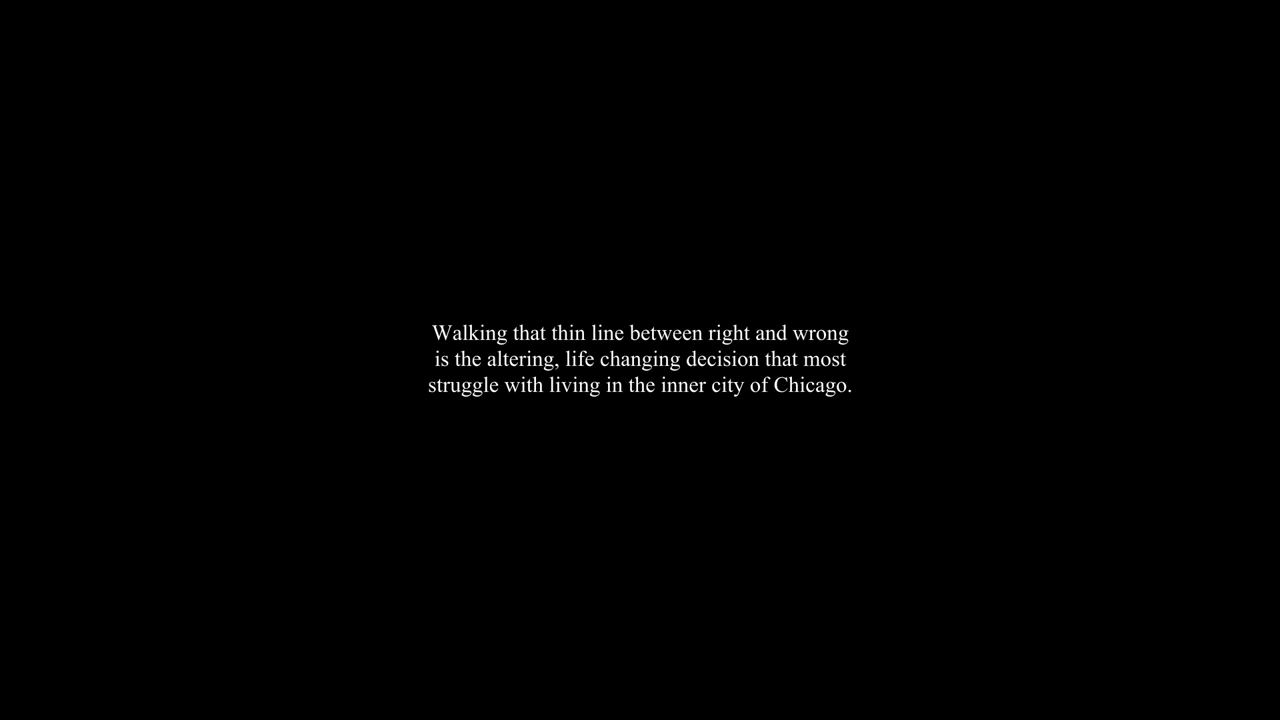 Walking that thin line between right and wrong
is the altering, life changing decision that most
struggle with living in the inner city of Chicago.